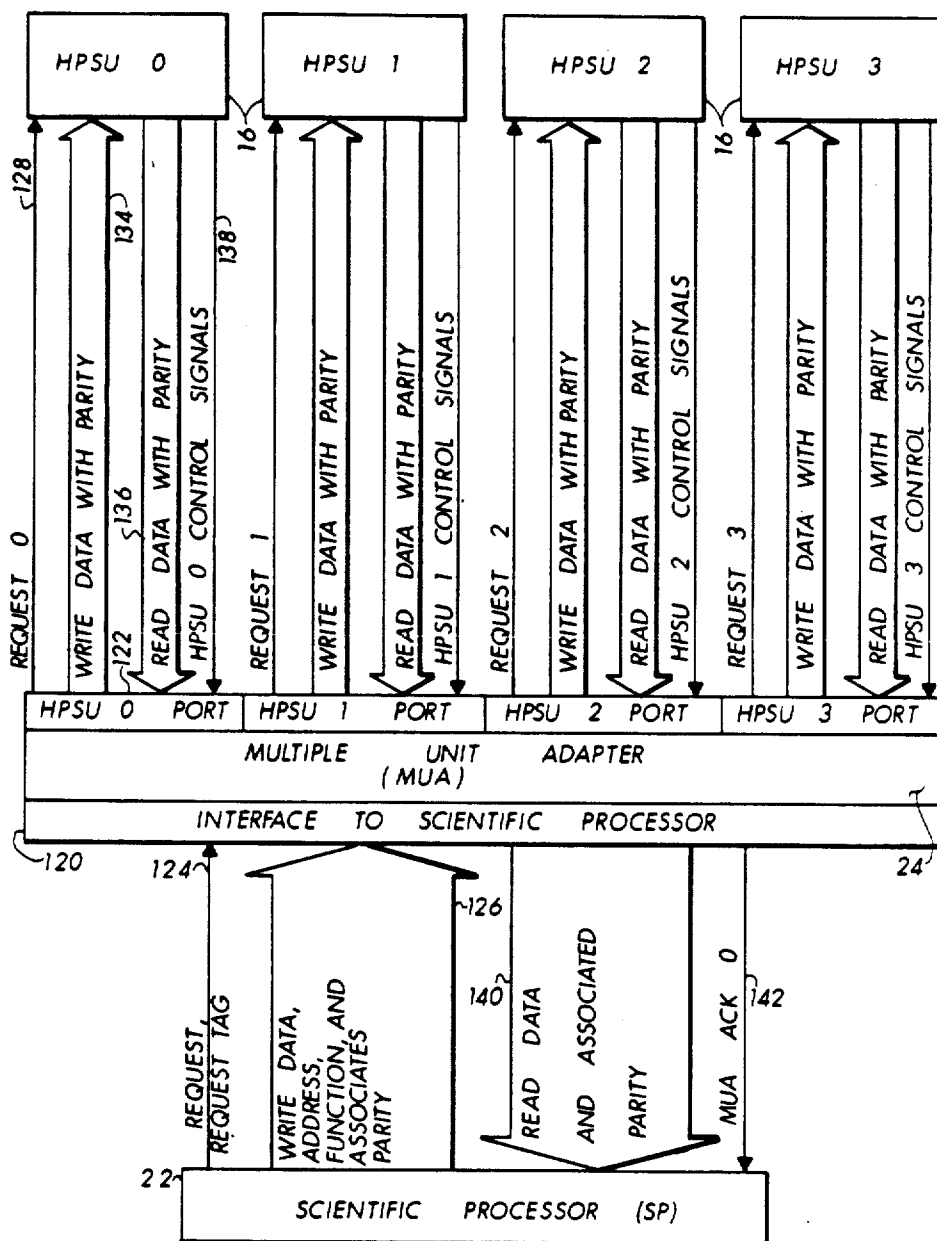 HPSU 0
HPSU 1
HPSU 2
HPSU 3
16
16
128
134
138
136
122
REQUEST 0
WRITE DATA WITH PARITY
READ DATA WITH PARITY
HPSU 0 CONTROL SIGNALS
REQUEST 1
WRITE DATA WITH PARITY
READ DATA WITH PARITY
HPSU 1 CONTROL SIGNALS
REQUEST 2
WRITE DATA WITH PARITY
READ DATA WITH PARITY
HPSU 2 CONTROL SIGNALS
REQUEST 3
WRITE DATA WITH PARITY
READ DATA WITH PARITY
HPSU 3 CONTROL SIGNALS
HPSU 0 PORT
HPSU 1 PORT
HPSU 2 PORT
HPSU 3 PORT
MULTIPLE UNIT ADAPTER
(MUA)
INTERFACE TO SCIENTIFIC PROCESSOR
120
124
126
24
140
142
REQUEST,
REQUEST TAG
WRITE DATA,
ADDRESS,
FUNCTION, AND
ASSOCIATES
PARITY
READ DATA
AND ASSOCIATED
PARITY
MUA ACK 0
22
SCIENTIFIC PROCESSOR (SP)